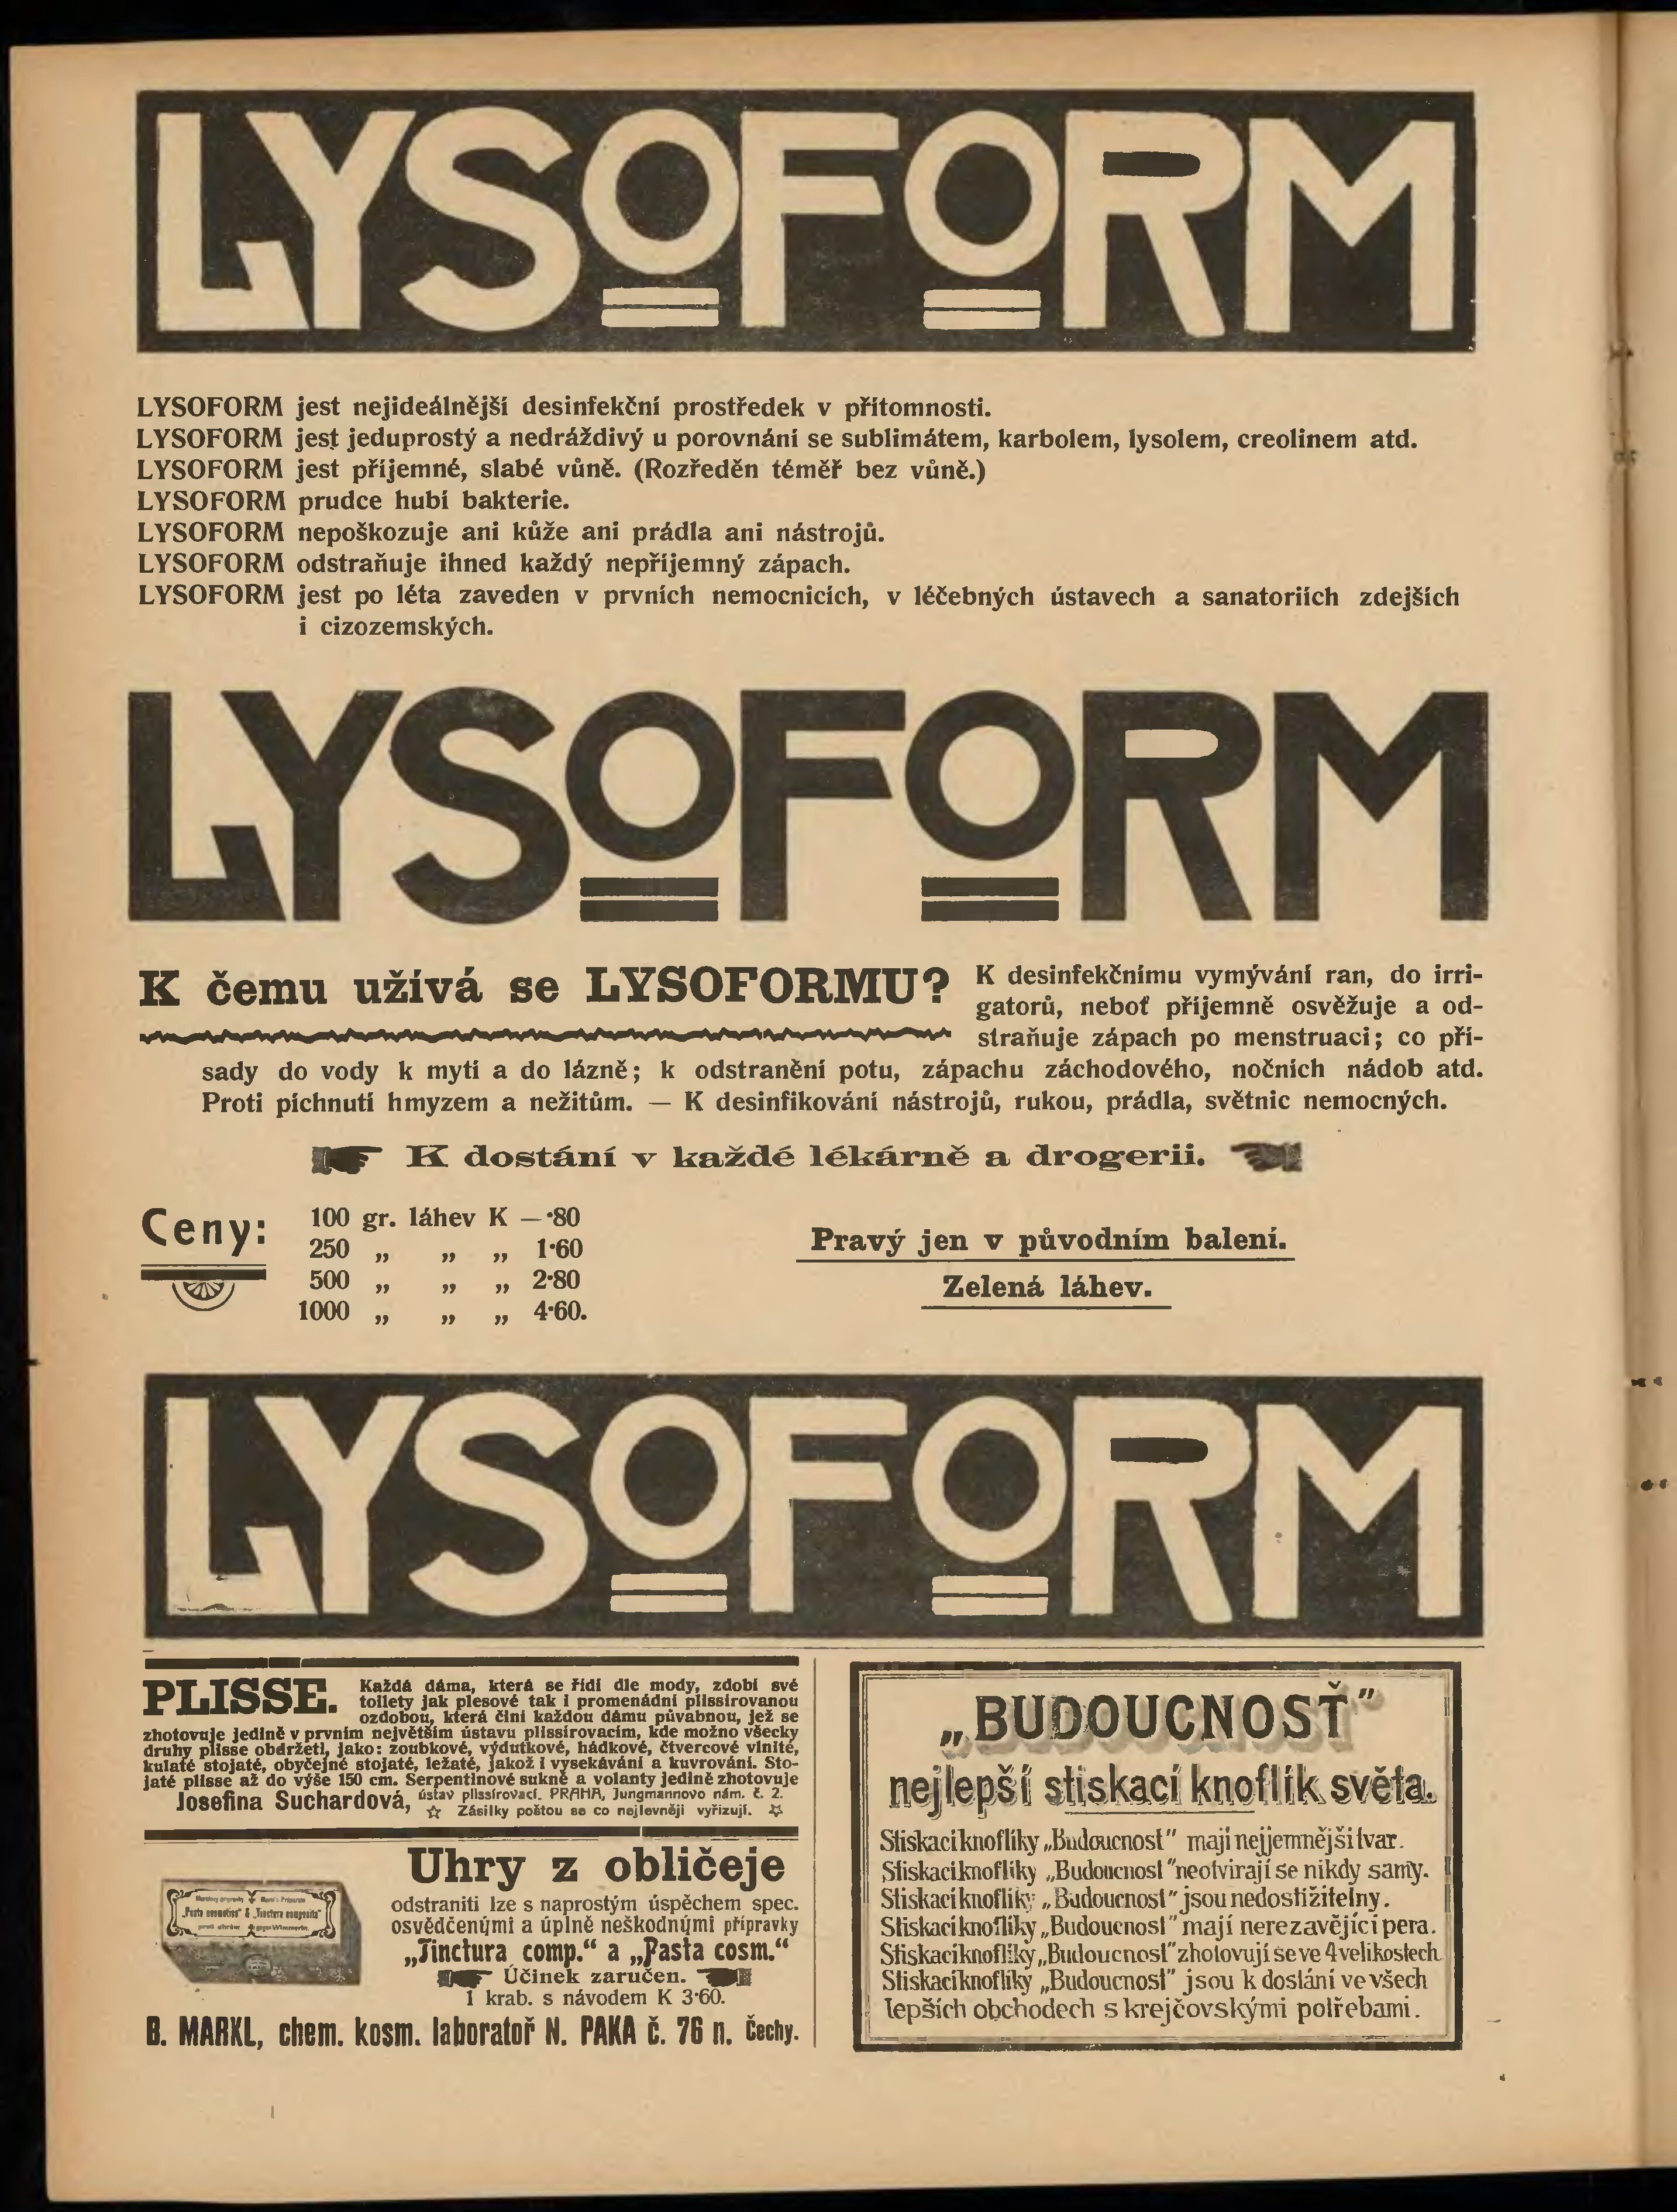 LYSOFORM
LYSOFORM jest nejideálnější desinfekční prostředek v přítomnosti.
LYSOFORM jest jeduprostý a nedráždivý u porovnání se sublimátem, karbolem, lysolem, creolinem atd.
LYSOFORM jest příjemné, slabé vůně. (Rozředěn téměř bez vůně.)
LYSOFORM prudce hubí bakterie.
LYSOFORM nepoškozuje ani kůže ani prádla ani nástrojů.
LYSOFORM odstraňuje ihned každý nepříjemný zápach.
LYSOFORM jest po léta zaveden v prvních nemocnicích, v léčebných ústavech a sanatoriích zdejších
i cizozemských.
LYSOFORM
K čemu užívá se LYSOFORMU?
K desinfekčnímu vymývání ran, do irri-
gatorů, neboť příjemně osvěžuje a od-
straňuje zápach po menstruaci; co pří-
sady do vody k mytí a do lázně; k odstranění potu, zápachu záchodového, nočních nádob atd.
Proti píchnutí hmyzem a nežitům. — K desinfikování nástrojů, rukou, prádla, světnic nemocných.
K dostání v každé lékárně a drogerii.
Ceny:
100 gr. láhev K —·80
250 „ „ „ 1·60
500 „ „ „ 2·80
1000 „ „ „ 4·60.
Pravý jen v původním balení.
Zelená láhev.
LYSOFORM
PLISSE.
Každá dáma, která se řídí dle mody, zdobí své
toilety jak plesové tak i promenádní plissírovanou
ozdobou, která činí každou dámu půvabnou, jež se
zhotovuje jedině v prvním největším ústavu plissírovacím, kde možno všecky
druhy plisse obdržeti, jako: zoubkové, výdutkové, hádkové, čtvercové vlnité,
kulaté stojaté, obyčejné stojaté, ležaté, jakož i vysekávání a kuvrování. Sto-
jaté plisse až do výše 150 cm. Serpentinové sukně a volanty jedině zhotovuje
Josefina Suchardová, ústav plissírovací. PRAHA, Jungmannovo nám. č. 2.
☆ Zásilky poštou se co nejlevněji vyřizují. ☆
Uhry z obličeje
odstraniti lze s naprostým úspěchem spec.
osvědčenými a úplně neškodnými přípravky
„Tinctura comp.“ a „Pasta cosm.“
Účinek zaručen.
1 krab. s návodem K 3·60.
„Pasta cosmetica“ & „Tinctura composita“
B. MARKL, chem. kosm. laboratoř N. PAKA č. 76 n. Čechy.
„BUDOUCNOSŤ"
nejlepší stiskací knoflík světa.
Stiskací knoflíky „Budoucnost" mají nejjemnější tvar.
Stiskací knoflíky „Budoucnost" neotvírají se nikdy samy.
Stiskací knoflíky „Budoucnost" jsou nedostižitelny.
Stiskací knoflíky „Budoucnost" mají nerezavějící pera.
Stiskací knoflíky „Budoucnost" zhotovují se ve 4 velikostech.
Stiskací knoflíky „Budoucnost" jsou k dostání ve všech
lepších obchodech s krejčovskými potřebami.